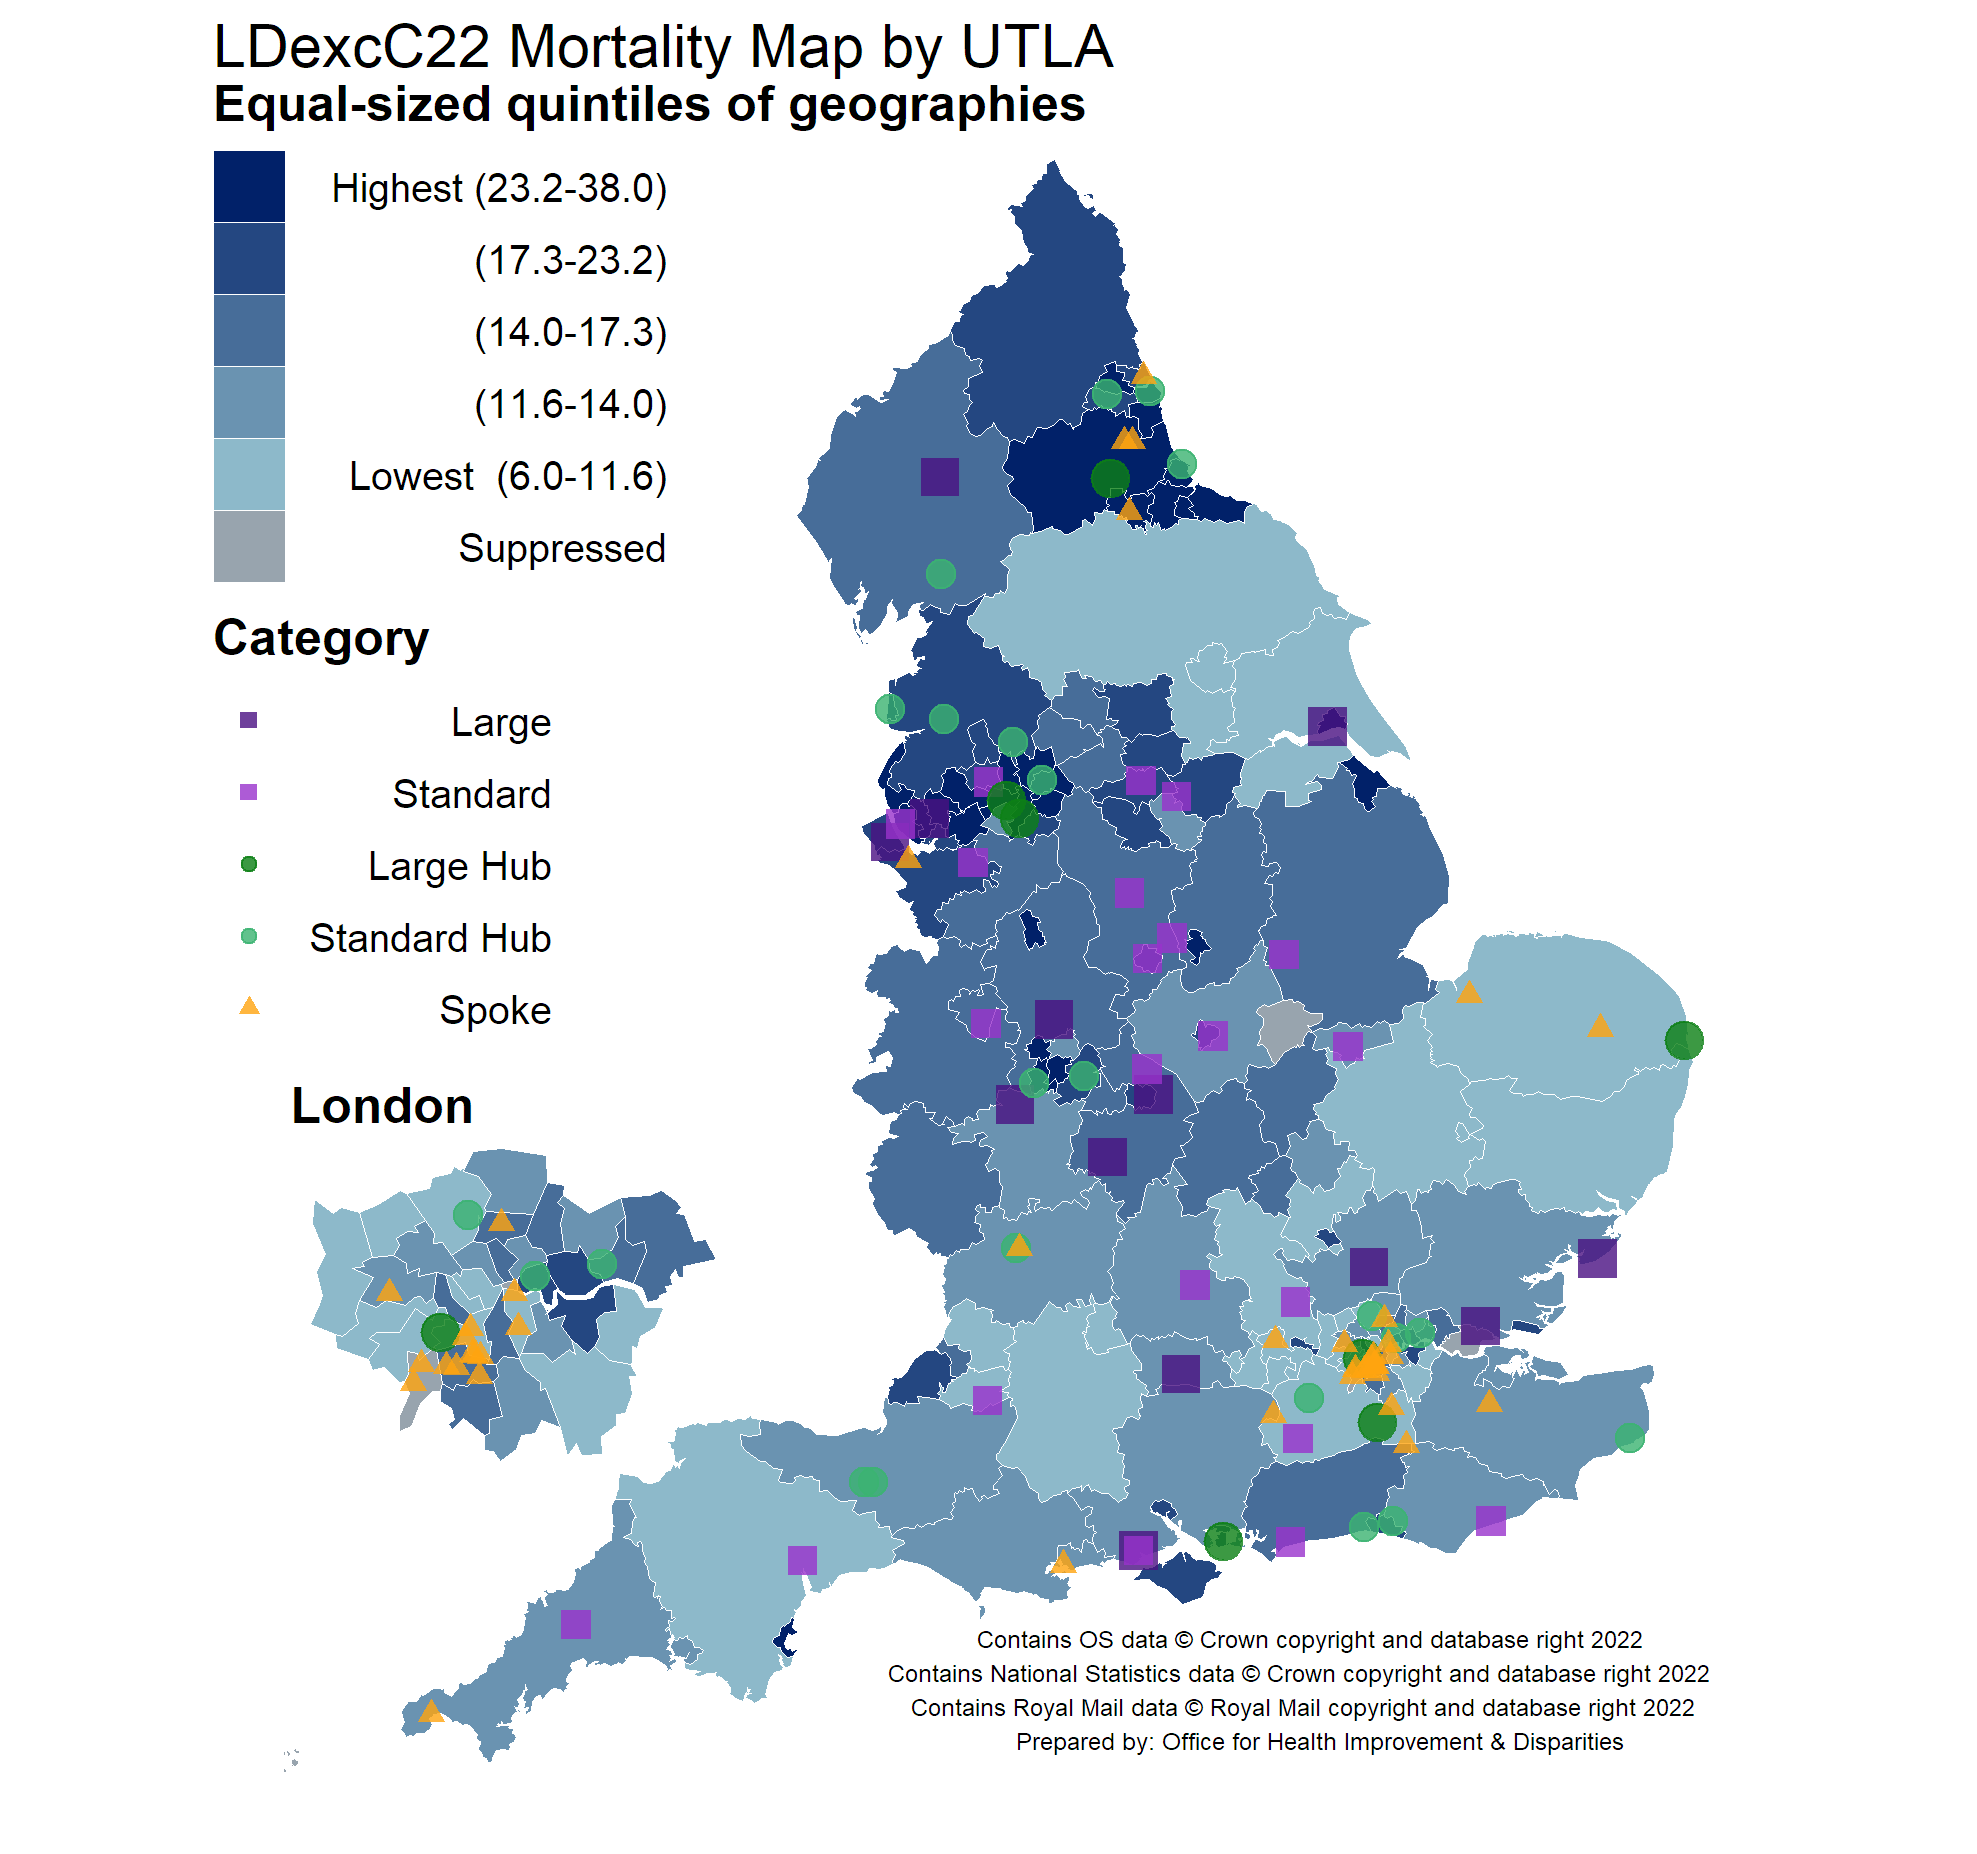 LDexcC22 Mortality Map by UTLA
Equal-sized quintiles of geographies
Highest (23.2-38.0)
(17.3-23.2)
(14.0-17.3)
(11.6-14.0)
Lowest (6.0-11.6)
Suppressed
Category
Large
Standard
Large Hub
Standard Hub
Spoke
London
Contains OS data © Crown copyright and database right 2022
Contains National Statistics data © Crown copyright and database right 2022
Contains Royal Mail data © Royal Mail copyright and database right 2022
Prepared by: Office for Health Improvement & Disparities